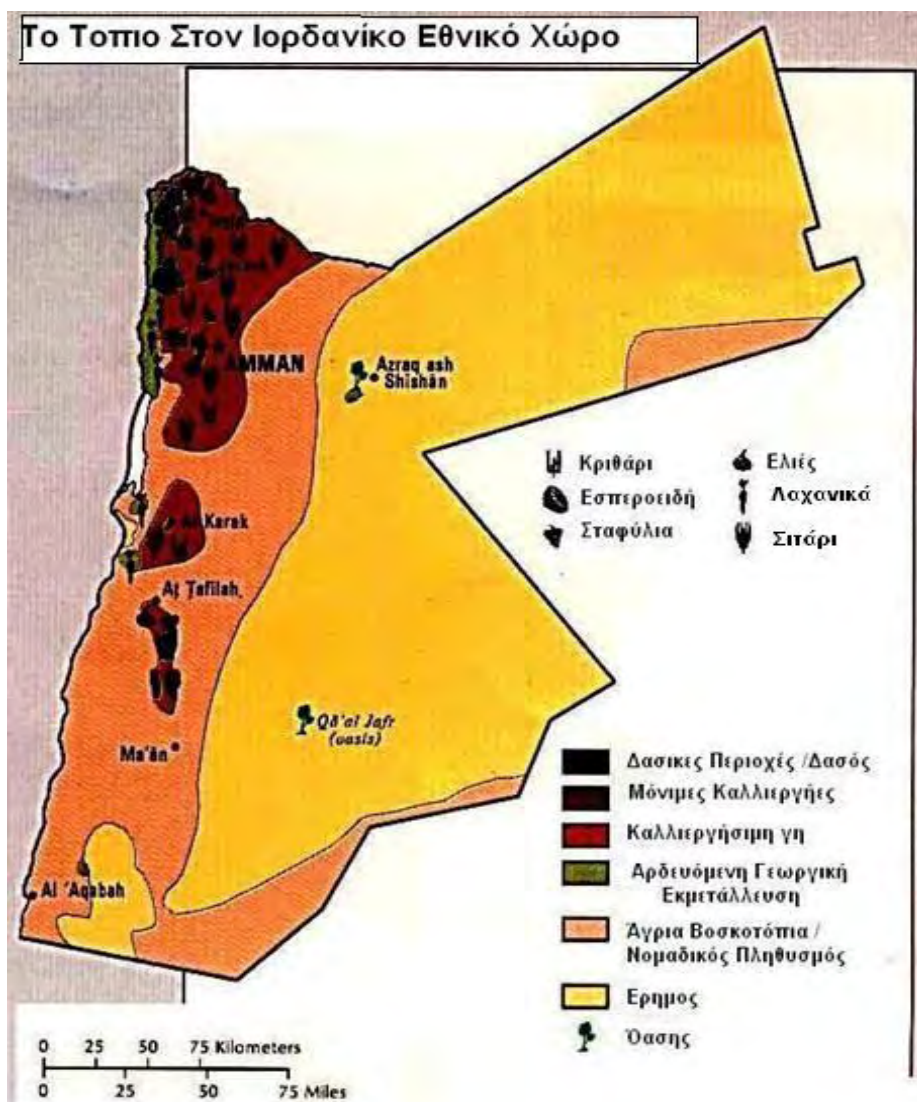 Το Τοπιο Στον Ιορδανίκο Εθνικό Χώρο
AMMAN
Azraq ash
Shīshān
Κριθάρι
Ελιές
Εσπεροειδή
Λαχανικά
Σταφύλια
Σιτάρι
Al Karak
Aţ Ţafīlah
Qā'al Jafr
(oasis)
Ma'ān
Δασικες Περιοχές /Δασός
Μόνιμες Καλλιεργήες
Καλλιεργήσιμη γη
Αρδευόμενη Γεωργική
Εκμετάλλευση
Al 'Aqabah
Άγρια Βοσκοτόπια /
Νομαδικός Πληθυσμός
Ερημος
Όασης
0 25 50 75 Kilometers
0 25 50 75 Miles